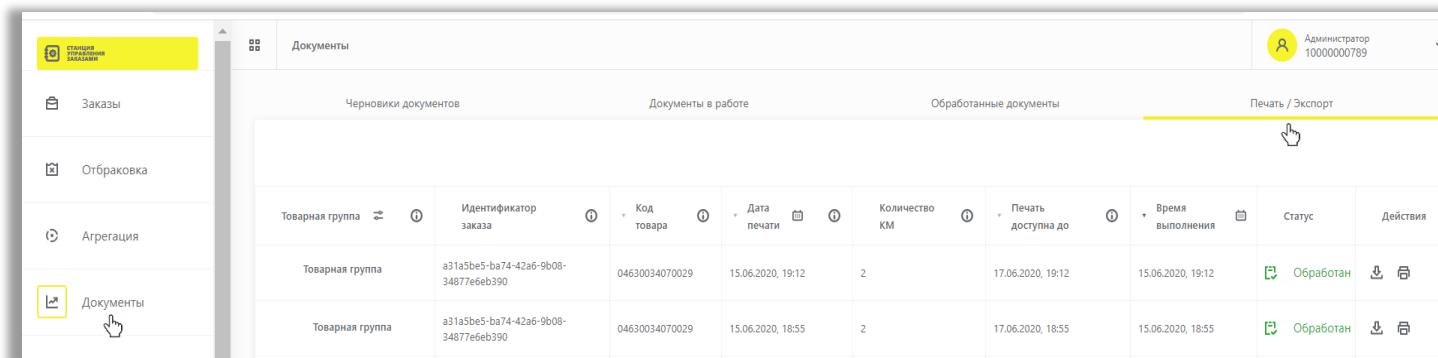 СТАНЦИЯ
УПРАВЛЕНИЯ
ЗАКАЗАМИ
Документы
Администратор
10000000789
Заказы
Отбраковка
Агрегация
Документы
Черновики документов
Документы в работе
Обработанные документы
Печать / Экспорт
Товарная группа
Идентификатор
заказа
Код
товара
Дата
печати
Количество
КМ
Печать
доступна до
Время
выполнения
Статус
Действия
Товарная группа
a31a5be5-ba74-42a6-9b08-
34877e6eb390
04630034070029
15.06.2020, 19:12
2
17.06.2020, 19:12
15.06.2020, 19:12
Обработан
Товарная группа
a31a5be5-ba74-42a6-9b08-
34877e6eb390
04630034070029
15.06.2020, 18:55
2
17.06.2020, 18:55
15.06.2020, 18:55
Обработан